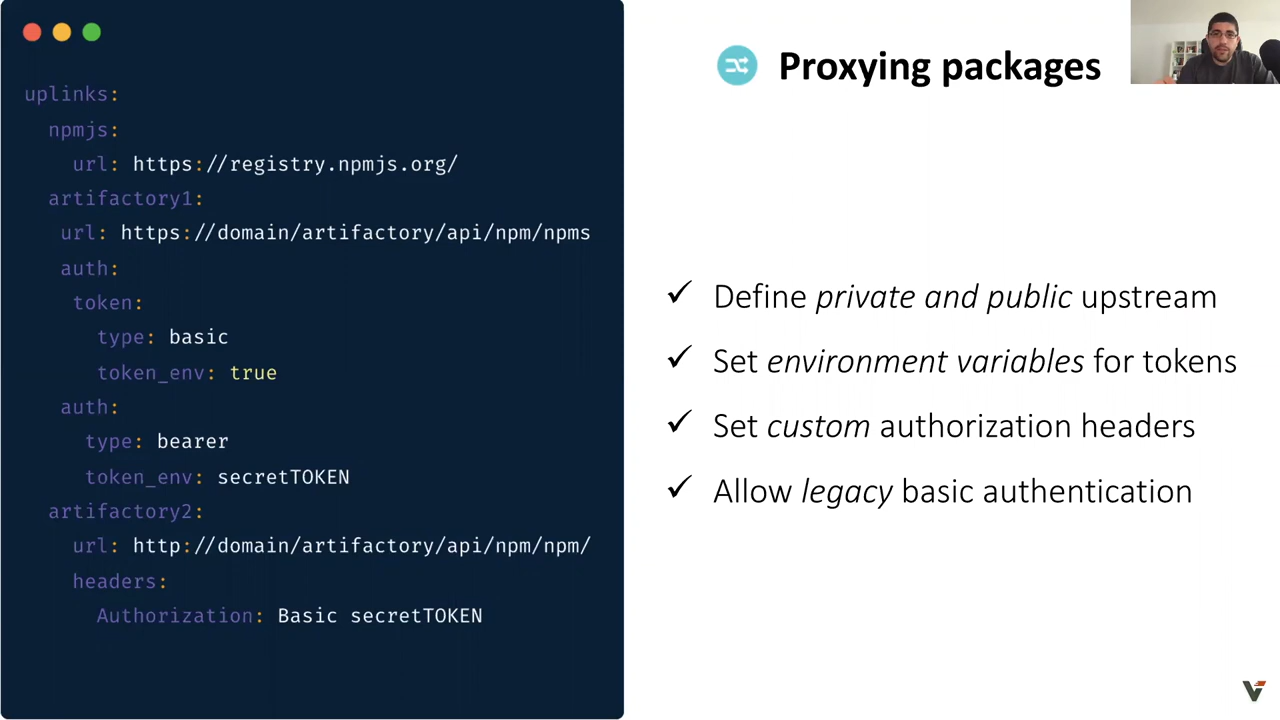 uplinks:
npmjs:
url: https://registry.npmjs.org/
artifactory1:
url: https://domain/artifactory/api/npm/npms
auth:
token:
type: basic
token_env: true
auth:
type: bearer
token_env: secretTOKEN
artifactory2:
url: http://domain/artifactory/api/npm/npm/
headers:
Authorization: Basic secretTOKEN
Proxying packages
✓ Define private and public upstream
✓ Set environment variables for tokens
✓ Set custom authorization headers
✓ Allow legacy basic authentication